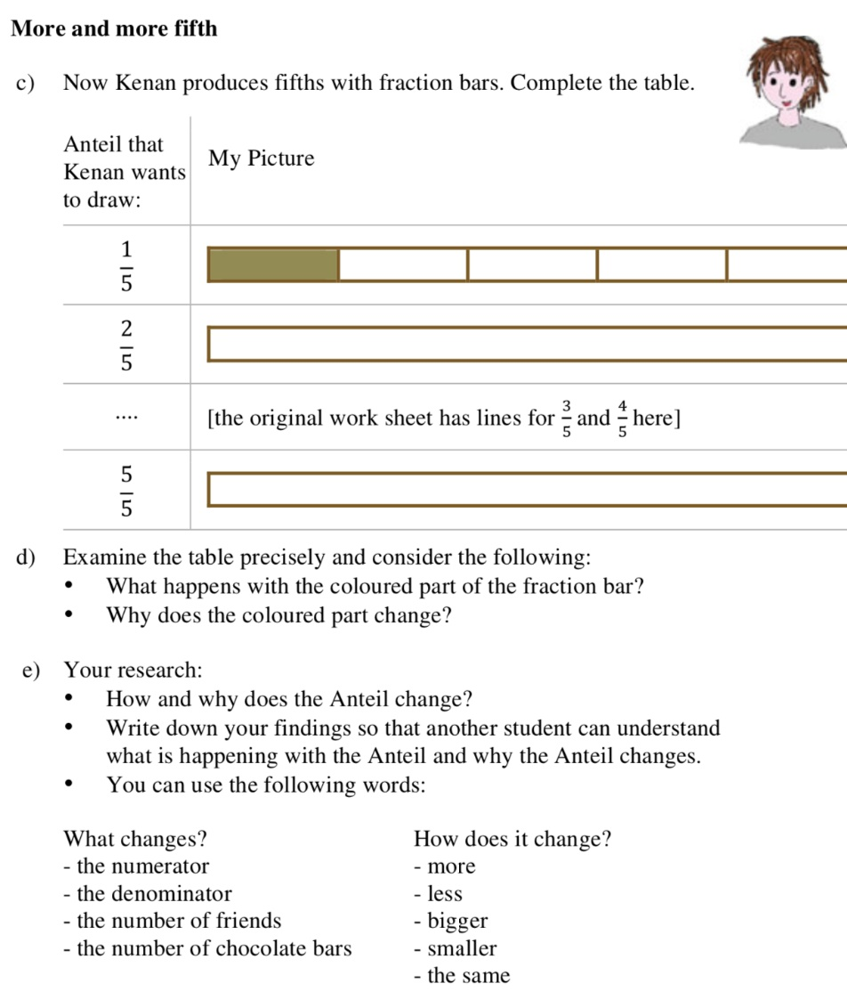 More and more fifth
c) Now Kenan produces fifths with fraction bars. Complete the table.
Anteil that
Kenan wants
to draw:
My Picture
1
5
2
5
....
[the original work sheet has lines for 3/5 and 4/5 here]
5
5
d) Examine the table precisely and consider the following:
• What happens with the coloured part of the fraction bar?
• Why does the coloured part change?
e) Your research:
• How and why does the Anteil change?
• Write down your findings so that another student can understand
what is happening with the Anteil and why the Anteil changes.
• You can use the following words:
What changes?
- the numerator
- the denominator
- the number of friends
- the number of chocolate bars
How does it change?
- more
- less
- bigger
- smaller
- the same